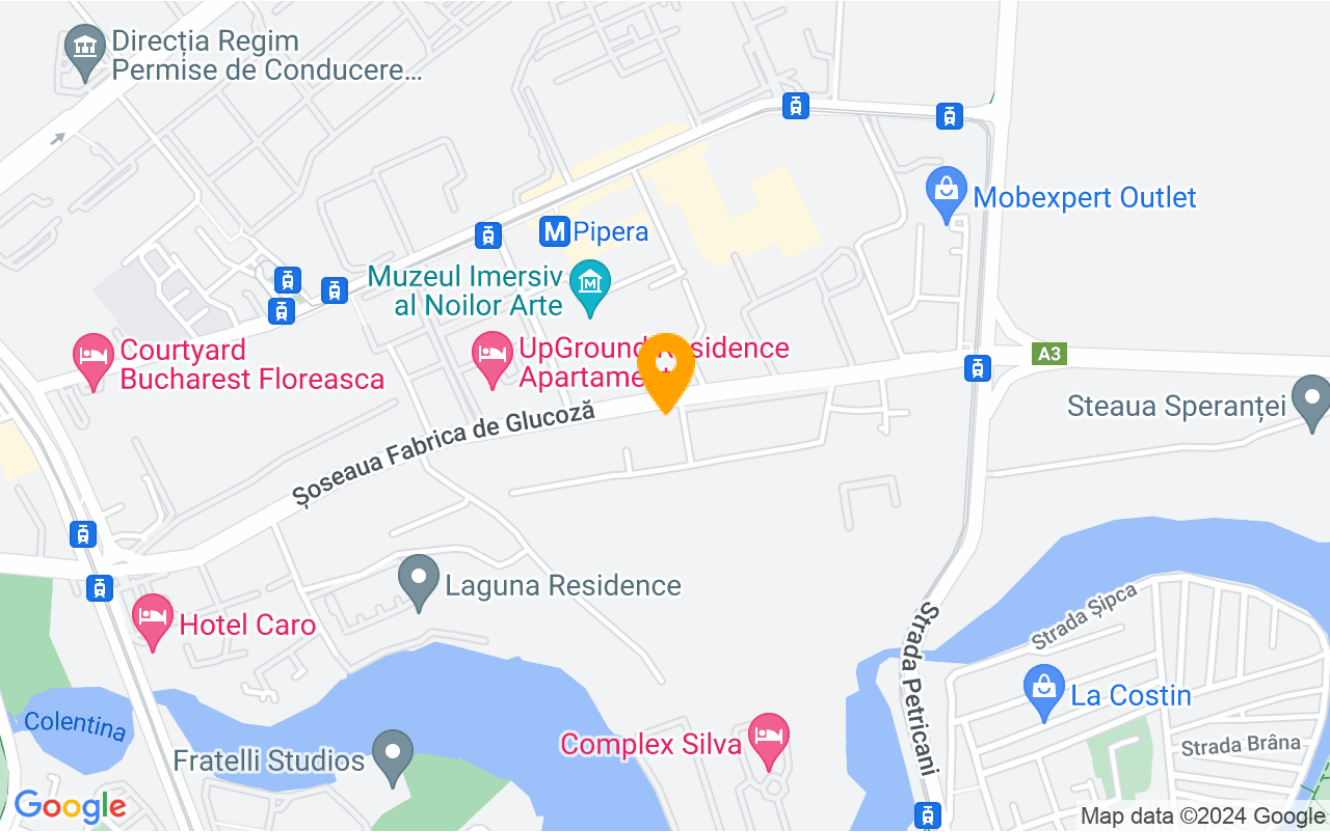 Direcția Regim
Permise de Conducere...
Mobexpert Outlet
M Pipera
Muzeul Imersiv
al Noilor Arte
UpGround Residence
Apartament
Courtyard
Bucharest Floreasca
A3
Steaua Speranței
Șoseaua Fabrica de Glucoză
Laguna Residence
Hotel Caro
Strada Șipca
Strada Petricani
La Costin
Colentina
Complex Silva
Strada Brâna
Fratelli Studios
Google
Map data ©2024 Google